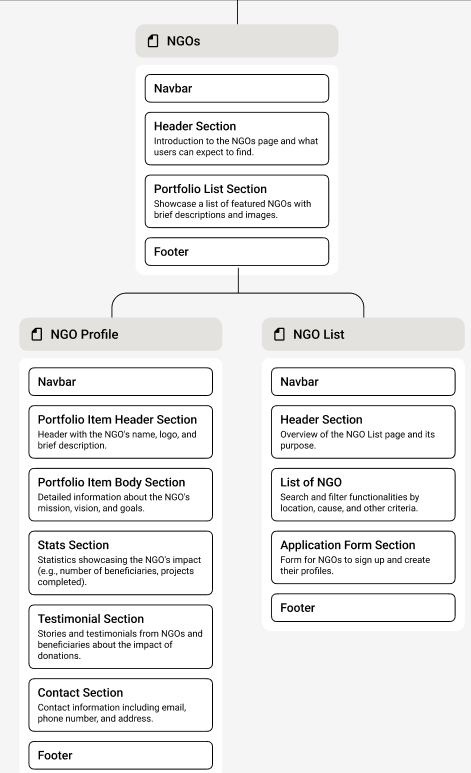 NGOs
Navbar
Header Section
Introduction to the NGOs page and what
users can expect to find.
Portfolio List Section
Showcase a list of featured NGOs with
brief descriptions and images.
Footer
NGO Profile
Navbar
Portfolio Item Header Section
Header with the NGO's name, logo, and
brief description.
Portfolio Item Body Section
Detailed information about the NGO's
mission, vision, and goals.
Stats Section
Statistics showcasing the NGO's impact
(e.g., number of beneficiaries, projects
completed).
Testimonial Section
Stories and testimonials from NGOs and
beneficiaries about the impact of
donations.
Contact Section
Contact information including email,
phone number, and address.
Footer
NGO List
Navbar
Header Section
Overview of the NGO List page and its
purpose.
List of NGO
Search and filter functionalities by
location, cause, and other criteria.
Application Form Section
Form for NGOs to sign up and create
their profiles.
Footer